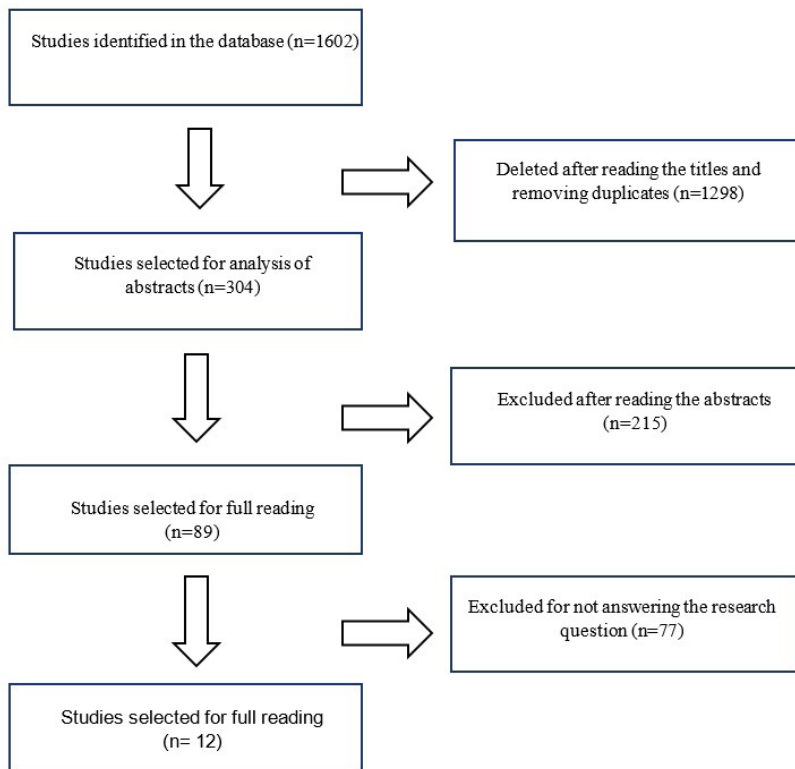 Studies identified in the database (n=1602)
Deleted after reading the titles and
removing duplicates (n=1298)
Studies selected for analysis of
abstracts (n=304)
Excluded after reading the abstracts
(n=215)
Studies selected for full reading
(n=89)
Excluded for not answering the research
question (n=77)
Studies selected for full reading
(n= 12)